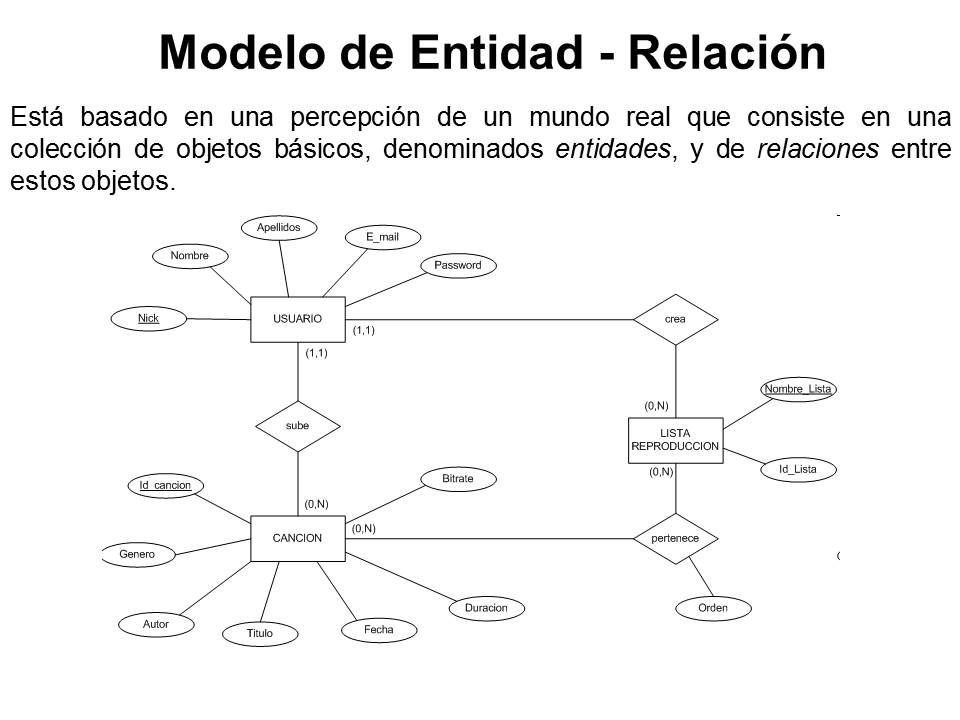 Modelo de Entidad - Relación
Está basado en una percepción de un mundo real que consiste en una
colección de objetos básicos, denominados entidades, y de relaciones entre
estos objetos.
Apellidos
E_mail
Nombre
Password
Nick
USUARIO
crea
(1,1)
(1,1)
Nombre_Lista
(0,N)
sube
LISTA
REPRODUCCION
Id_Lista
(0,N)
Bitrate
Id_cancion
(0,N)
(0,N)
CANCION
pertenece
Genero
Duracion
Orden
Autor
Titulo
Fecha